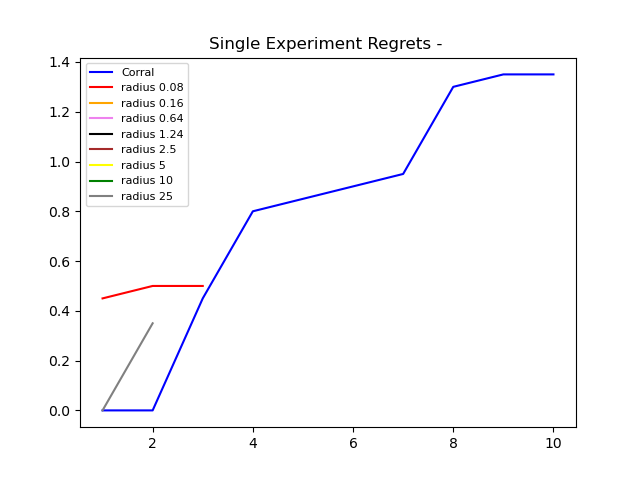 Single Experiment Regrets -
1.4
1.2
1.0
0.8
0.6
0.4
0.2
0.0
Corral
radius 0.08
radius 0.16
radius 0.64
radius 1.24
radius 2.5
radius 5
radius 10
radius 25
2
4
6
8
10